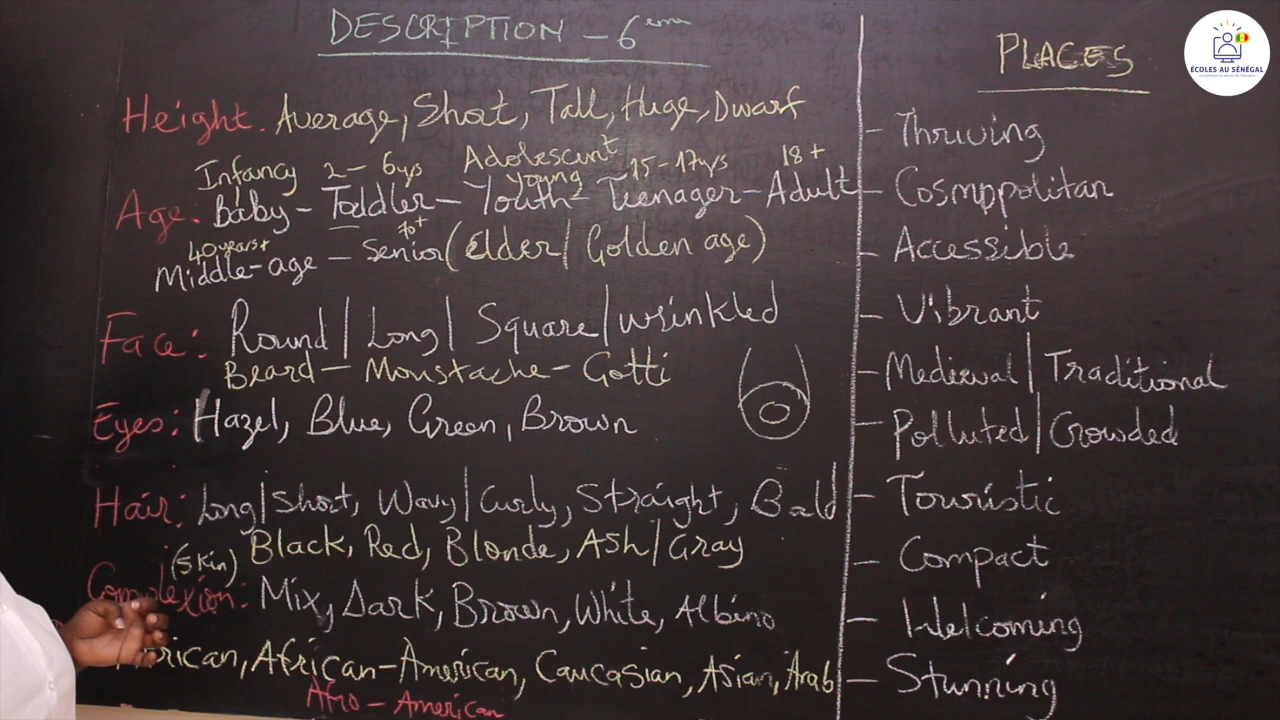 DESCRIPTION - 6 eme
Height. Average, Short, Tall, Huge, Dwarf
Infancy 2 - 6yrs Adolescent 15-17yrs 18+
young
Age: Baby - Toddler - Youth - Teenager - Adult
40years+ 70+
Middle-age - Senior (Elder / Golden age)
Face: Round / Long / Square / wrinkled
Beard - Moustache - Gotti
Eyes: Hazel, Blue, Green, Brown
Hair: Long / Short, Wavy / Curly, Straight, Bald
Black, Red, Blonde, Ash / Gray
(Skin)
Complexion: Mix, Dark, Brown, White, Albino
African-American, Caucasian, Asian, Arab
Afro-American
PLACES
- Thriving
- Cosmppolitan
- Accessible
- Vibrant
- Medieval / Traditional
- Polluted / Crowded
- Touristic
- Compact
- Welcoming
- Stunning
ÉCOLES AU SÉNÉGAL